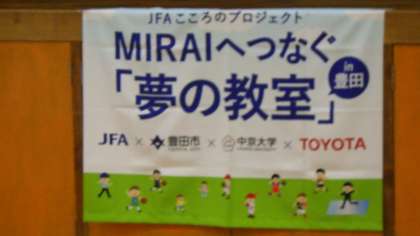 JFAこころのプロジェクト
MIRAIへつなぐ
in
豊田
「夢の教室」
JFA × 豊田市 × 中京大学 × TOYOTA